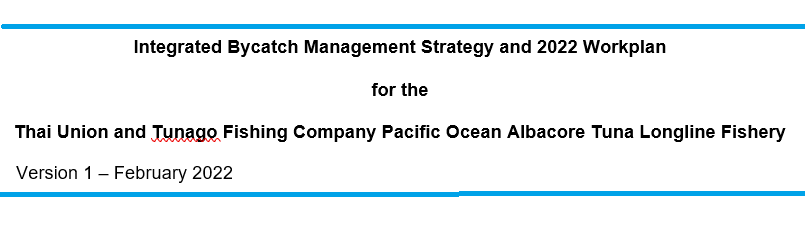 Integrated Bycatch Management Strategy and 2022 Workplan
for the
Thai Union and Tunago Fishing Company Pacific Ocean Albacore Tuna Longline Fishery
Version 1 – February 2022